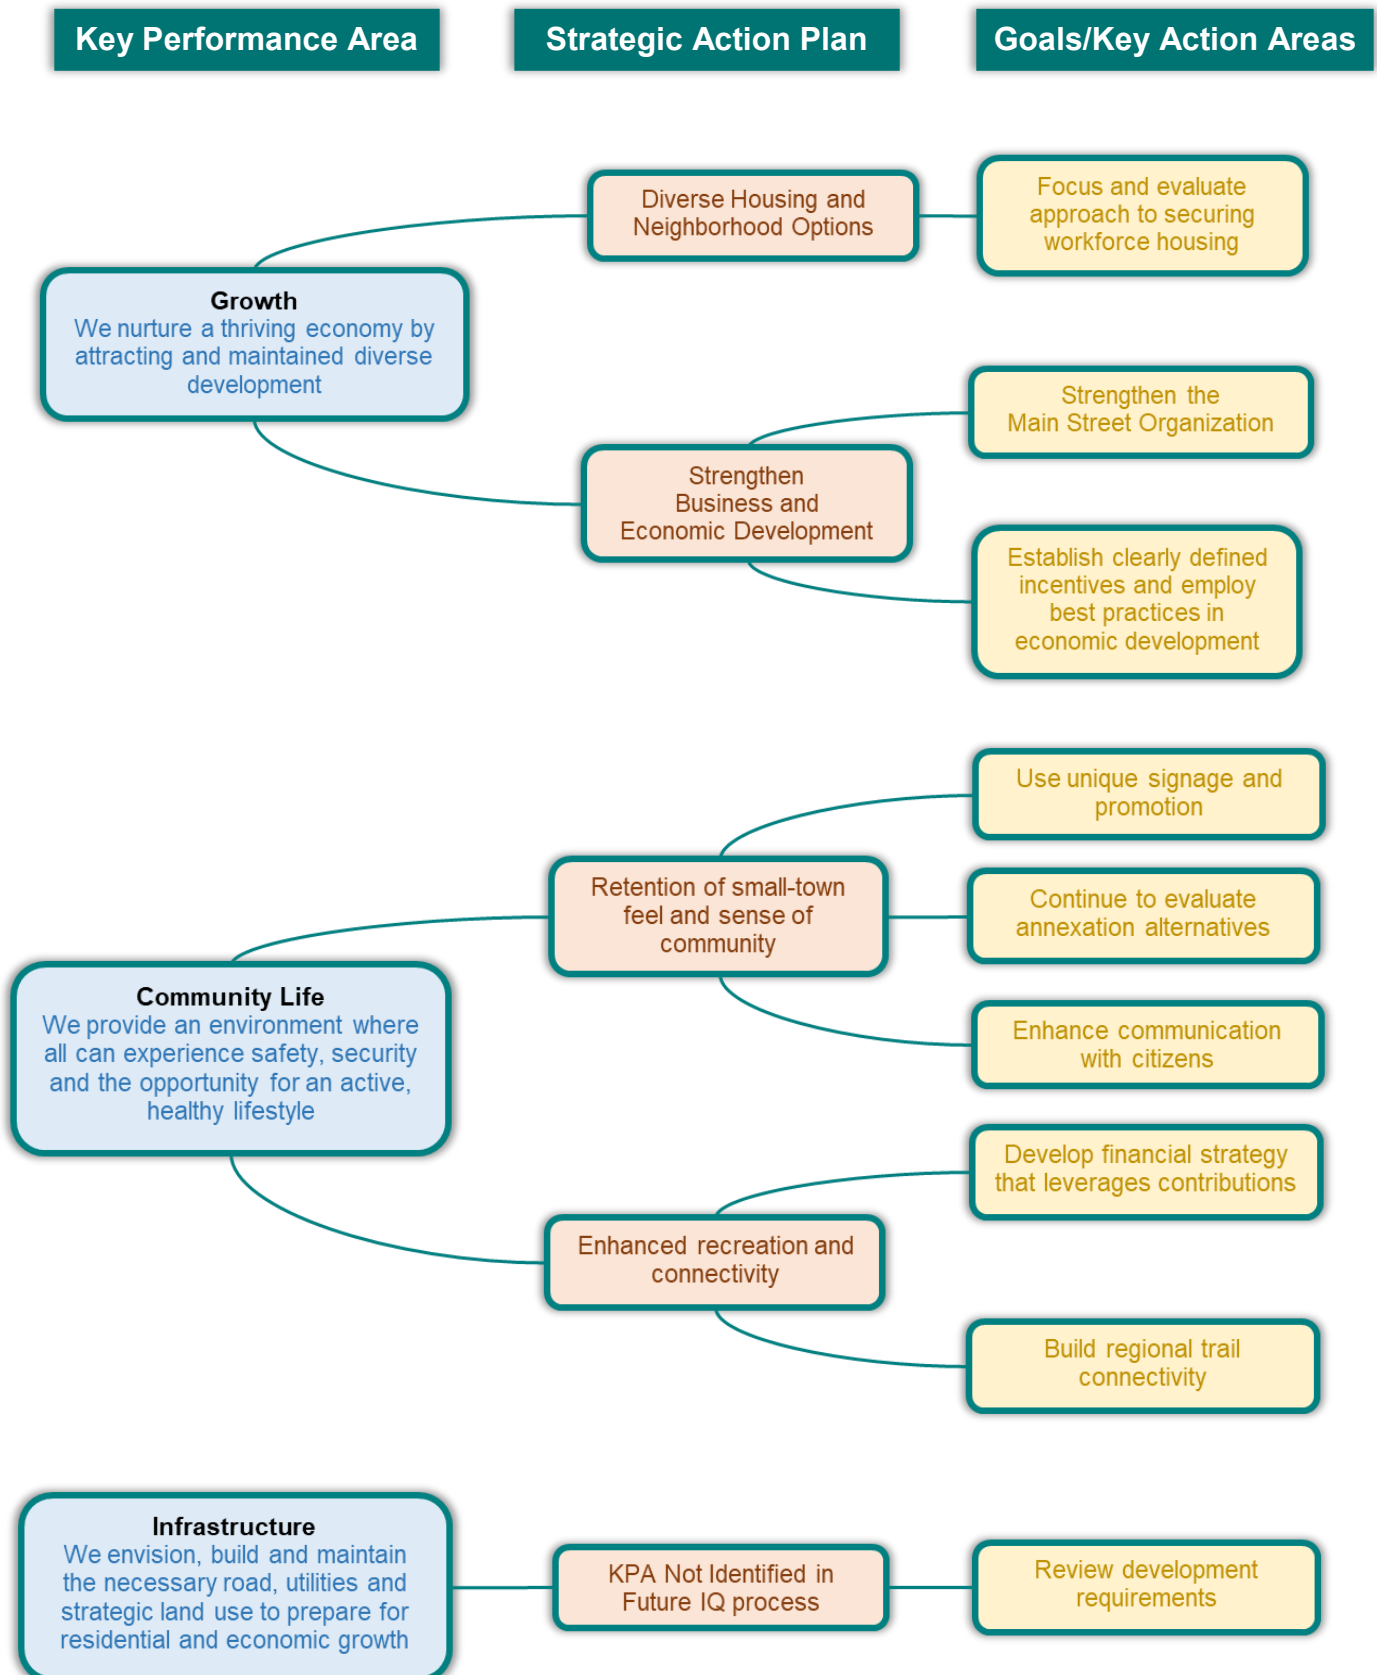 Key Performance Area
Strategic Action Plan
Goals/Key Action Areas
Growth
We nurture a thriving economy by
attracting and maintained diverse
development
Diverse Housing and
Neighborhood Options
Focus and evaluate
approach to securing
workforce housing
Strengthen
Business and
Economic Development
Strengthen the
Main Street Organization
Establish clearly defined
incentives and employ
best practices in
economic development
Community Life
We provide an environment where
all can experience safety, security
and the opportunity for an active,
healthy lifestyle
Retention of small-town
feel and sense of
community
Use unique signage and
promotion
Continue to evaluate
annexation alternatives
Enhance communication
with citizens
Enhanced recreation and
connectivity
Develop financial strategy
that leverages contributions
Build regional trail
connectivity
Infrastructure
We envision, build and maintain
the necessary road, utilities and
strategic land use to prepare for
residential and economic growth
KPA Not Identified in
Future IQ process
Review development
requirements